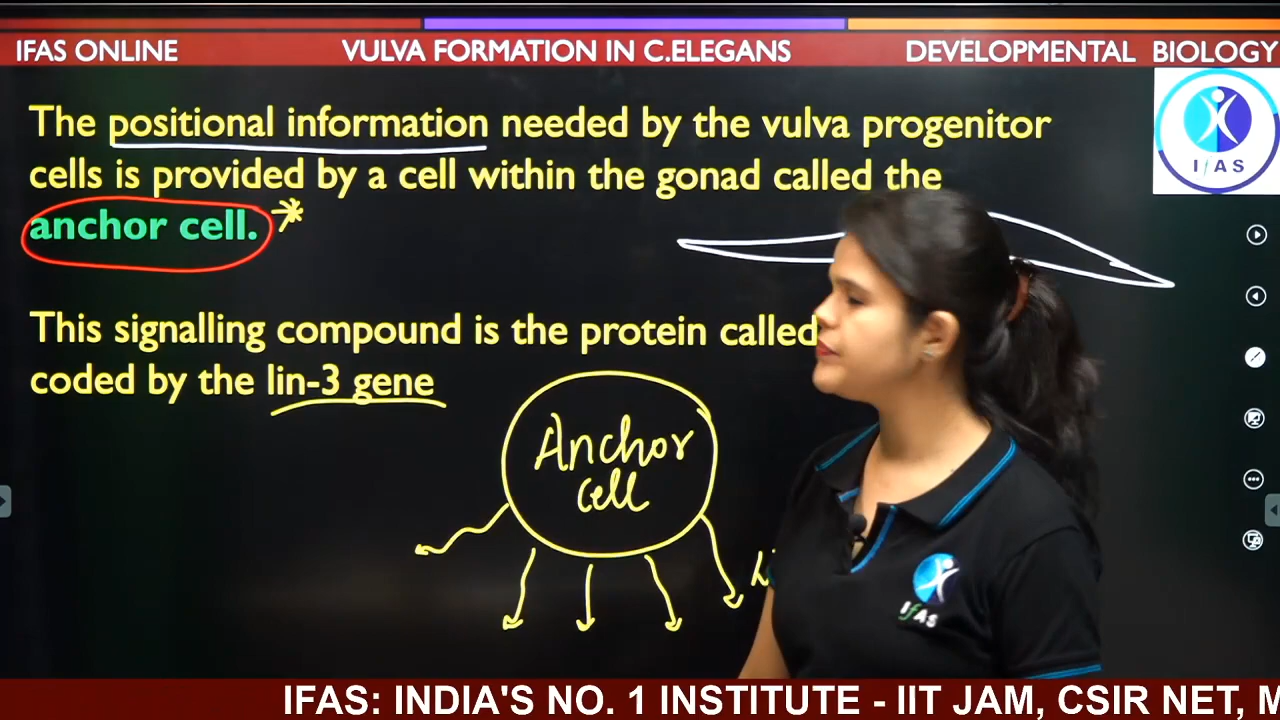 IFAS ONLINE
VULVA FORMATION IN C.ELEGANS
DEVELOPMENTAL BIOLOGY
The positional information needed by the vulva progenitor
cells is provided by a cell within the gonad called the
anchor cell.
IfAS
This signalling compound is the protein called
coded by the lin-3 gene
Anchor
cell
IfAS
IFAS: INDIA'S NO. 1 INSTITUTE - IIT JAM, CSIR NET, M